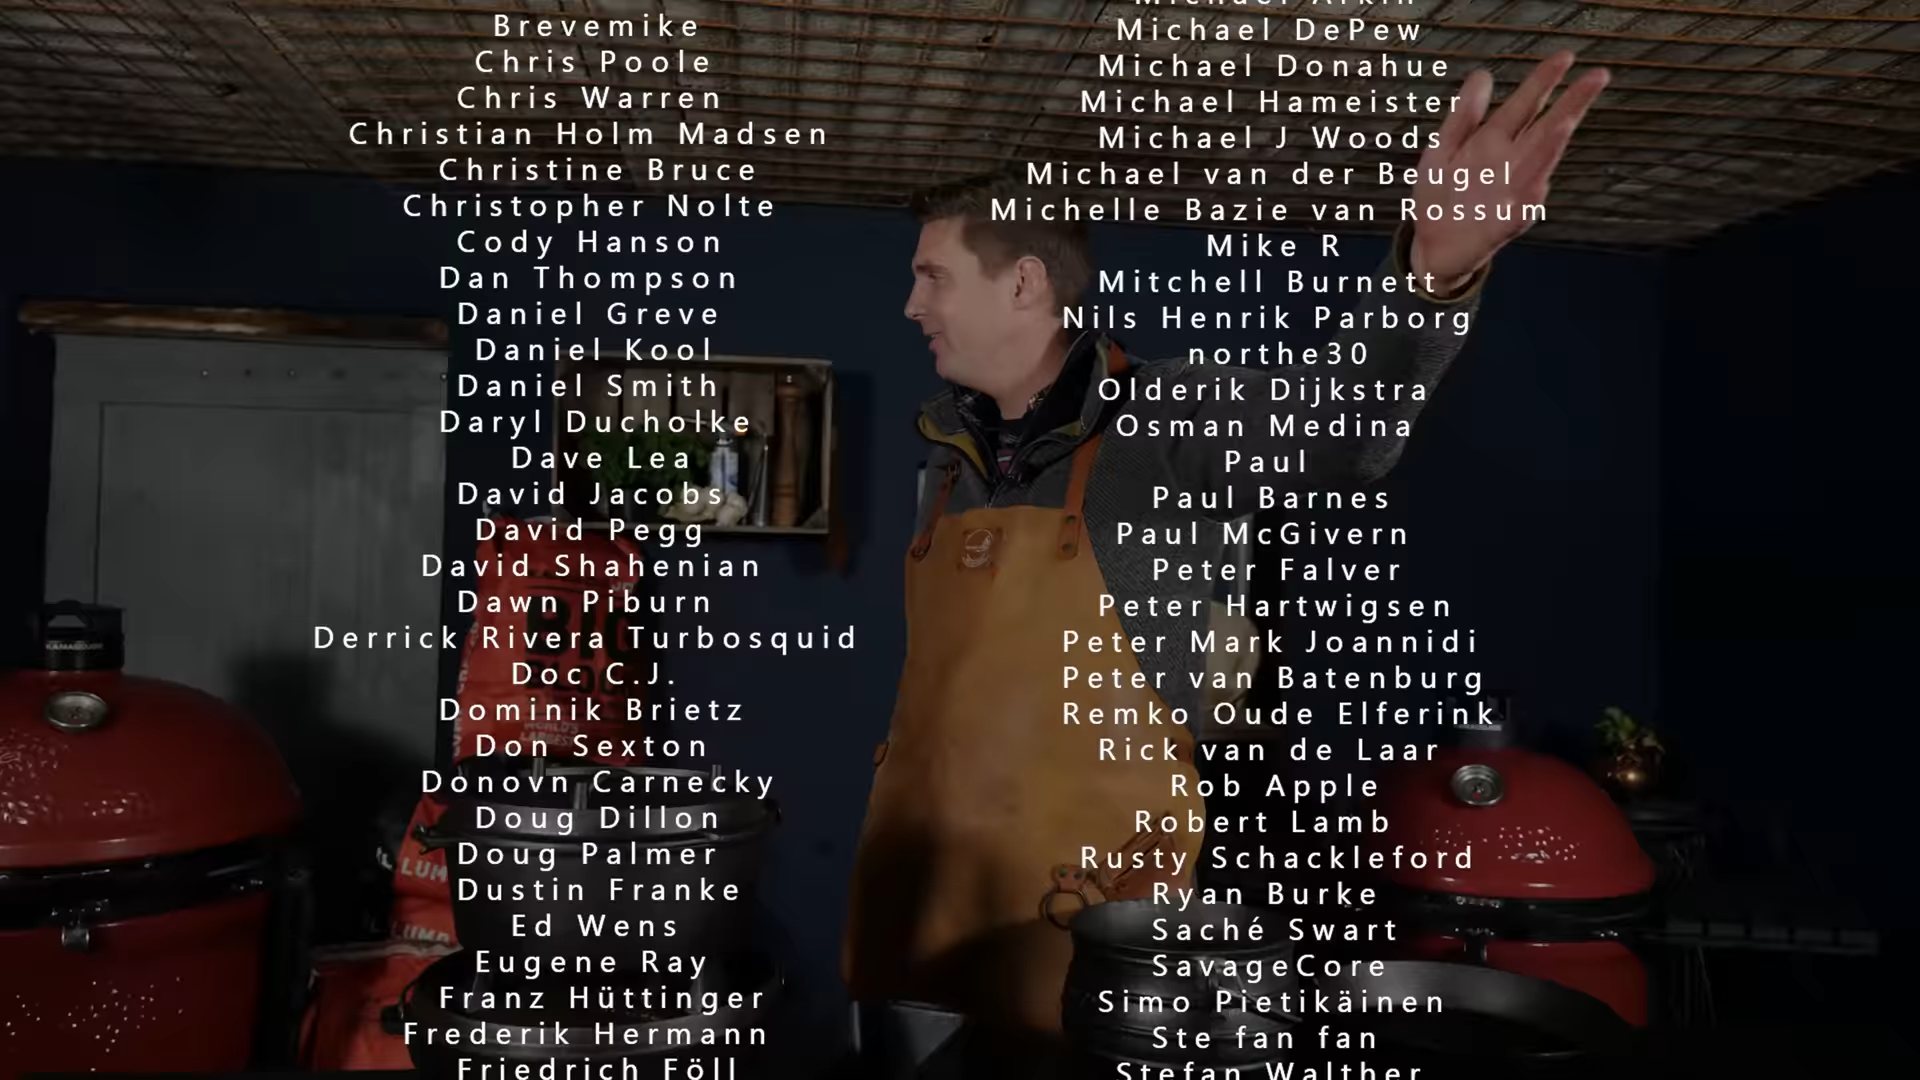 Brevemike
Chris Poole
Chris Warren
Christian Holm Madsen
Christine Bruce
Christopher Nolte
Cody Hanson
Dan Thompson
Daniel Greve
Daniel Kool
Daniel Smith
Daryl Ducholke
Dave Lea
David Jacobs
David Pegg
David Shahenian
Dawn Piburn
Derrick Rivera Turbosquid
Doc C.J.
Dominik Brietz
Don Sexton
Donovn Carnecky
Doug Dillon
Doug Palmer
Dustin Franke
Ed Wens
Eugene Ray
Franz Hüttinger
Frederik Hermann
Friedrich Föll
Michael
Michael DePew
Michael Donahue
Michael Hameister
Michael J Woods
Michael van der Beugel
Michelle Bazie van Rossum
Mike R
Mitchell Burnett
Nils Henrik Parborg
northe30
Olderik Dijkstra
Osman Medina
Paul
Paul Barnes
Paul McGivern
Peter Falver
Peter Hartwigsen
Peter Mark Joannidi
Peter van Batenburg
Remko Oude Elferink
Rick van de Laar
Rob Apple
Robert Lamb
Rusty Schackleford
Ryan Burke
Saché Swart
SavageCore
Simo Pietikäinen
Ste fan fan
Stefan Walther
BIG
BLOCK